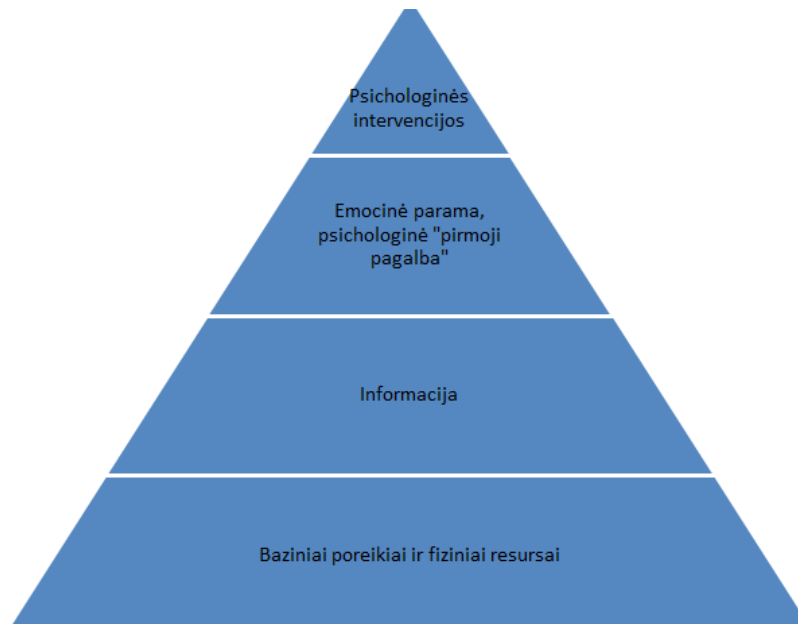 Psichologinės
intervencijos
Emocinė parama,
psichologinė "pirmoji
pagalba"
Informacija
Baziniai poreikiai ir fiziniai resursai